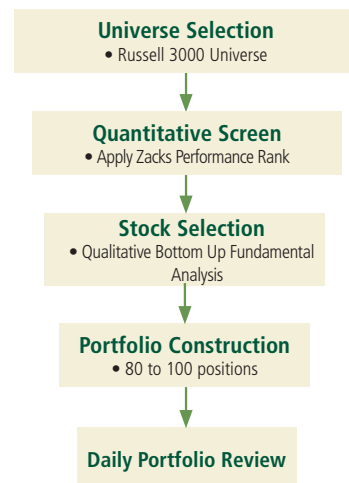 Universe Selection
• Russell 3000 Universe
Quantitative Screen
• Apply Zacks Performance Rank
Stock Selection
• Qualitative Bottom Up Fundamental
Analysis
Portfolio Construction
• 80 to 100 positions
Daily Portfolio Review